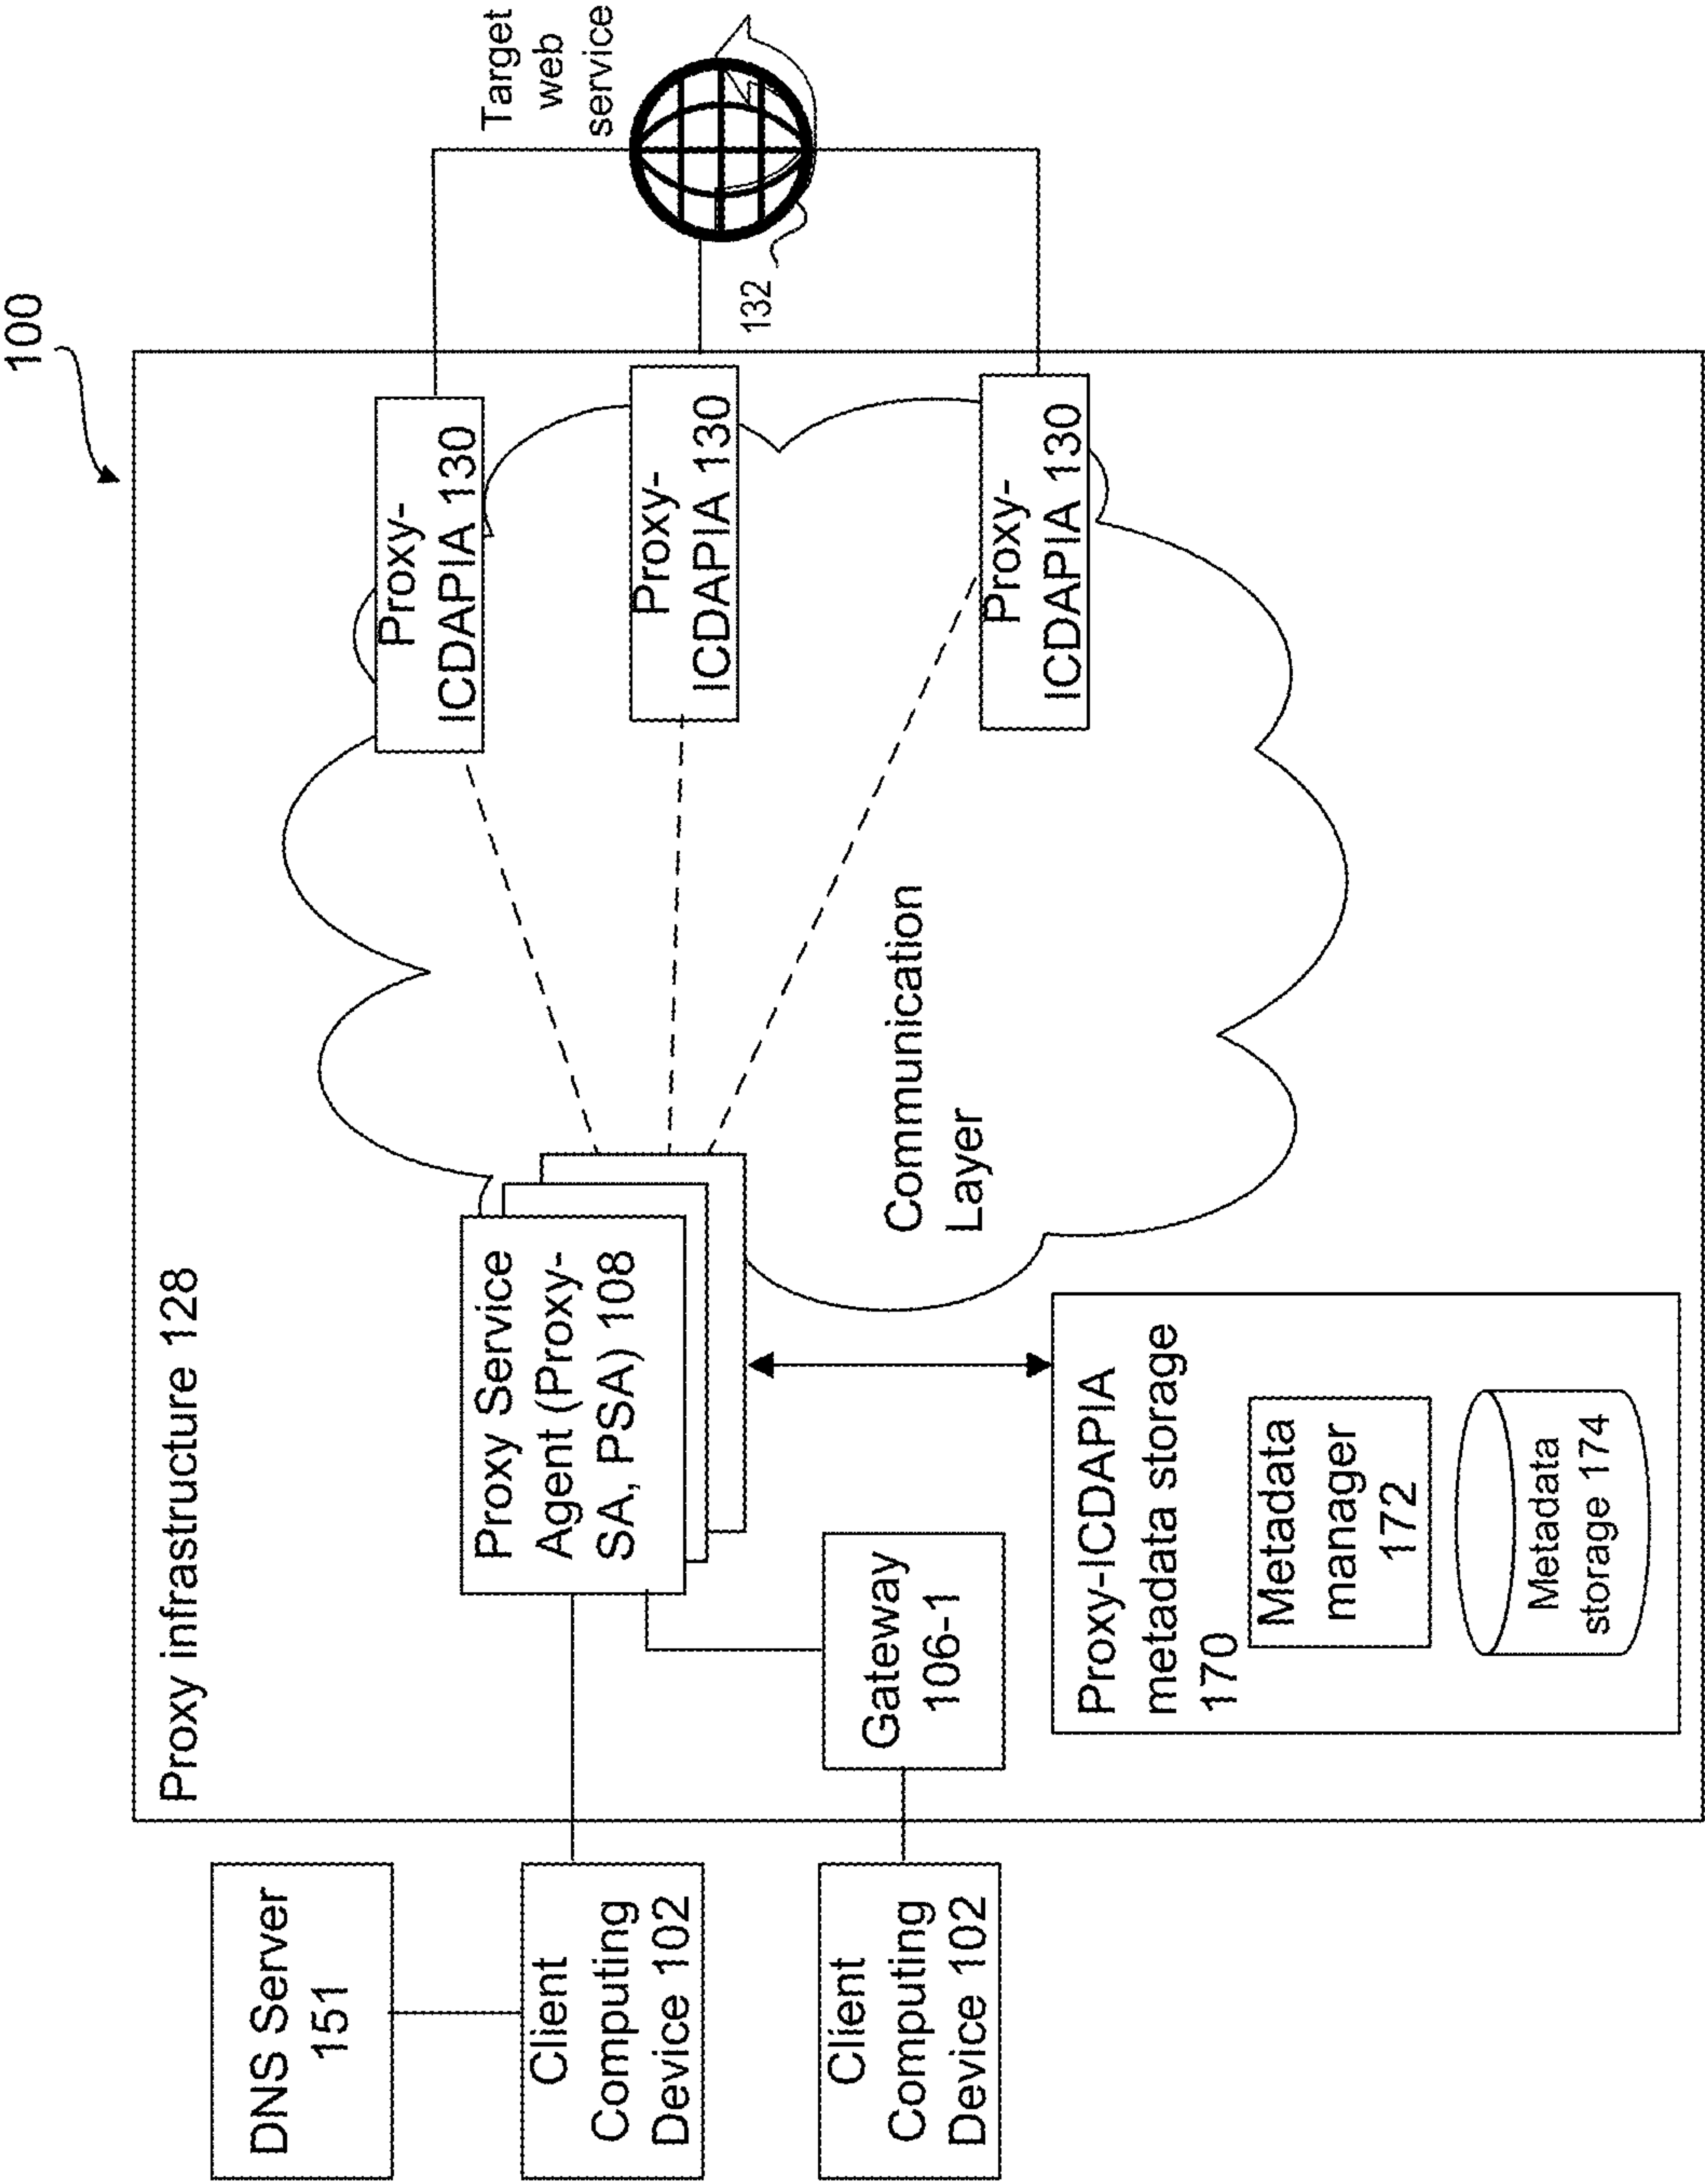 100
Proxy infrastructure 128
DNS Server
151
Client
Computing
Device 102
Client
Computing
Device 102
Proxy Service
Agent (Proxy-
SA, PSA) 108
Gateway
106-1
Proxy-ICDAPIA
metadata storage
170
Metadata
manager
172
Metadata
storage 174
Communication
Layer
Proxy-
ICDAPIA 130
Proxy-
ICDAPIA 130
Proxy-
ICDAPIA 130
Target
web
service
132